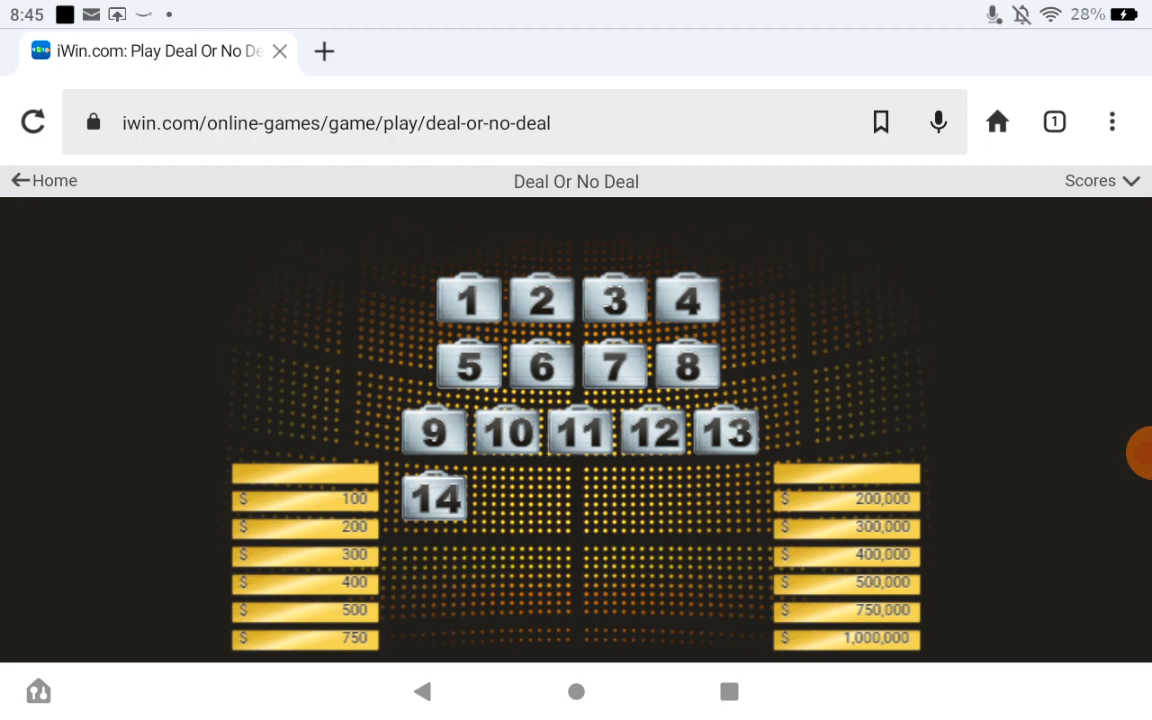 8:45 28%
iWin.com: Play Deal Or No De
iwin.com/online-games/game/play/deal-or-no-deal 1
Home Deal Or No Deal Scores
1 2 3 4
5 6 7 8
9 10 11 12 13
14
$ 100
$ 200
$ 300
$ 400
$ 500
$ 750
$ 200,000
$ 300,000
$ 400,000
$ 500,000
$ 750,000
$ 1,000,000